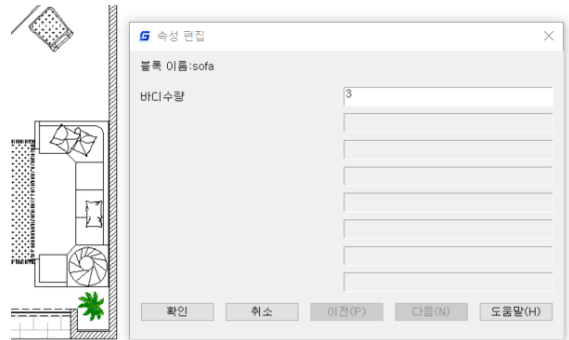 속성 편집
블록 이름:sofa
바디수량 3
확인 취소 이전(P) 다음(N) 도움말(H)